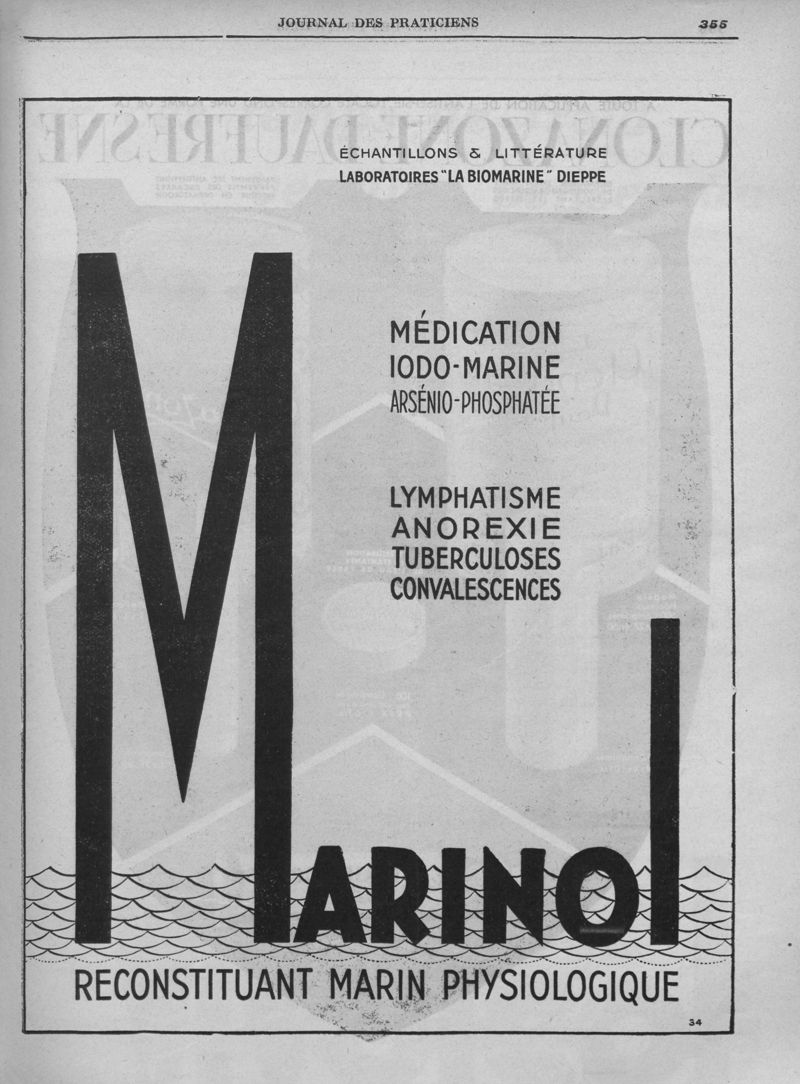 JOURNAL DES PRATICIENS 355
ÉCHANTILLONS & LITTÉRATURE
LABORATOIRES "LA BIOMARINE" DIEPPE
MÉDICATION
IODO-MARINE
ARSÉNIO-PHOSPHATÉE
LYMPHATISME
ANOREXIE
TUBERCULOSES
CONVALESCENCES
MARINOL
RECONSTITUANT MARIN PHYSIOLOGIQUE
34